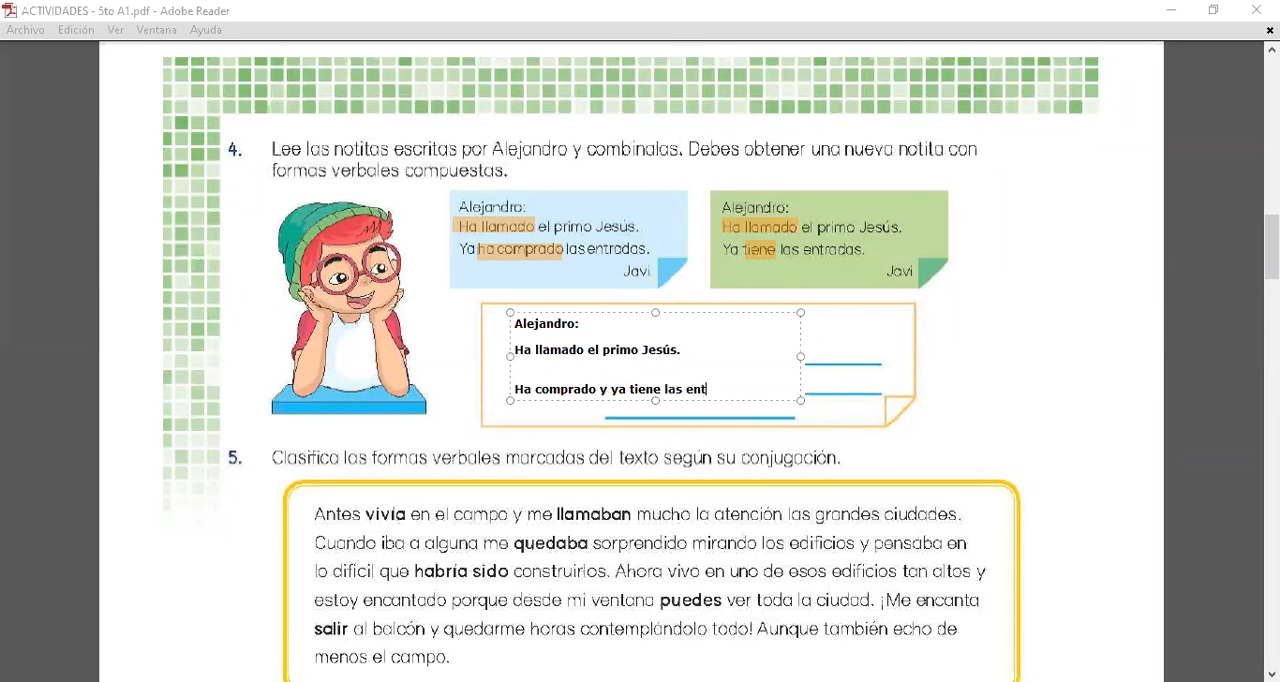 ACTIVIDADES - 5to A1.pdf - Adobe Reader
Archivo Edición Ver Ventana Ayuda
4. Lee las notitas escritas por Alejandro y combínalas. Debes obtener una nueva notita con
formas verbales compuestas.
Alejandro:
Ha llamado el primo Jesús.
Ya ha comprado las entradas.
Javi
Alejandro:
Ha llamado el primo Jesús.
Ya tiene las entradas.
Javi
Alejandro:
Ha llamado el primo Jesús.
Ha comprado y ya tiene las ent
5. Clasifica las formas verbales marcadas del texto según su conjugación.
Antes vivía en el campo y me llamaban mucho la atención las grandes ciudades.
Cuando iba a alguna me quedaba sorprendido mirando los edificios y pensaba en
lo difícil que habría sido construirlos. Ahora vivo en uno de esos edificios tan altos y
estoy encantado porque desde mi ventana puedes ver toda la ciudad. ¡Me encanta
salir al balcón y quedarme horas contemplándolo todo! Aunque también echo de
menos el campo.